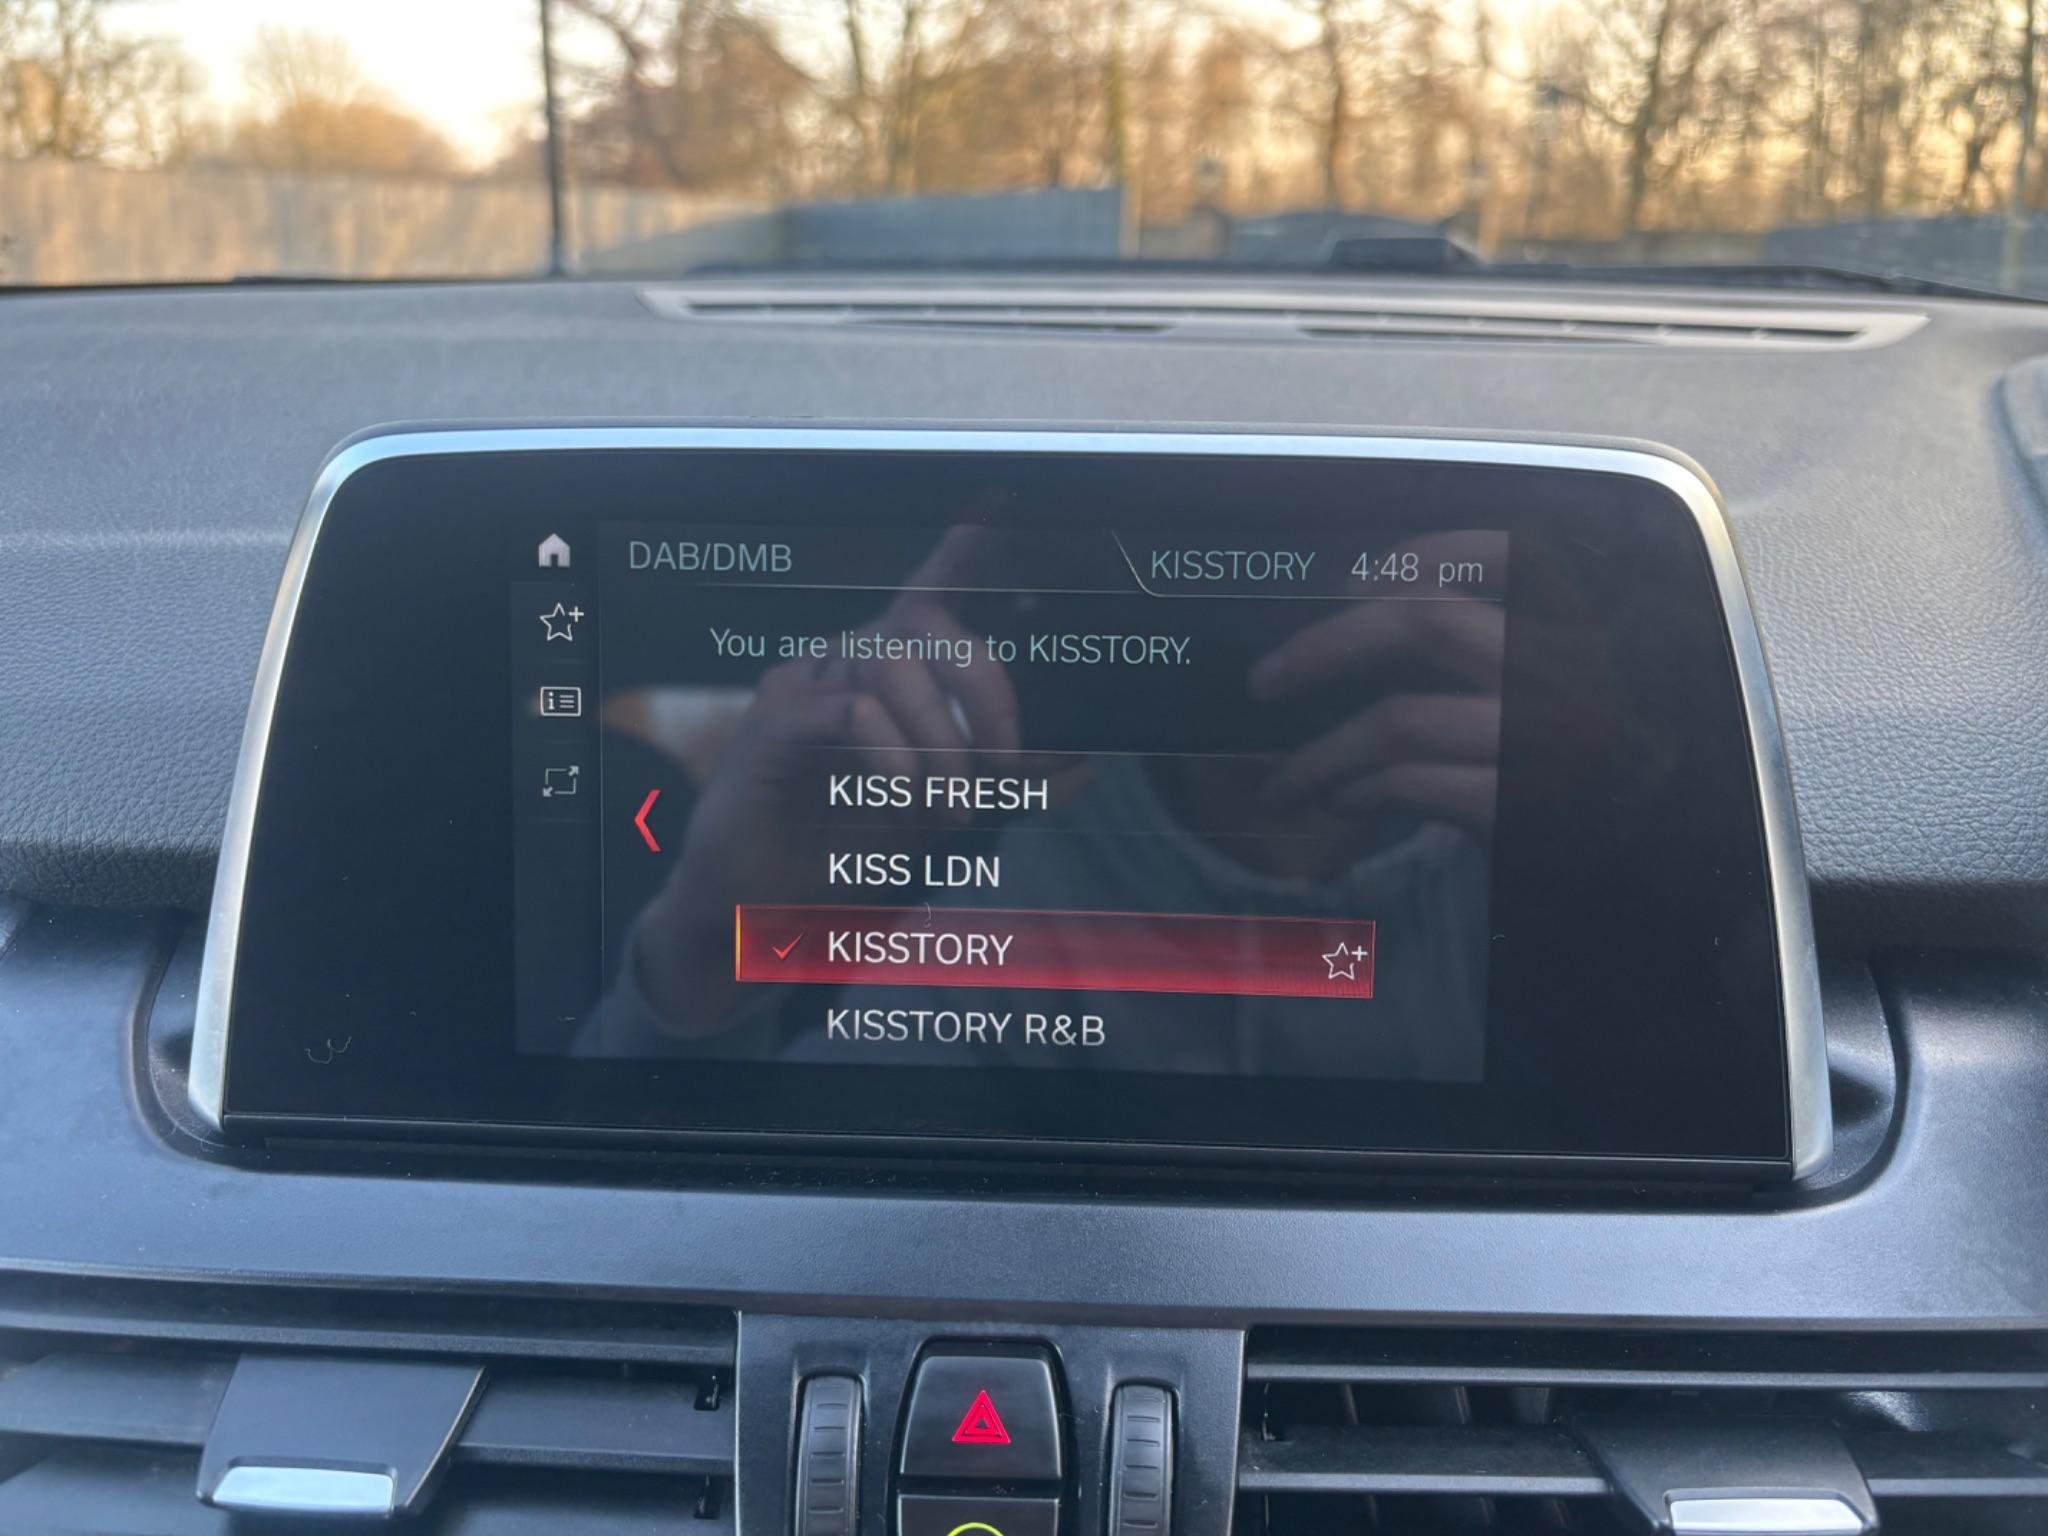 DAB/DMB
KISSTORY 4:48 pm
You are listening to KISSTORY.
KISS FRESH
KISS LDN
KISSTORY
KISSTORY R&B